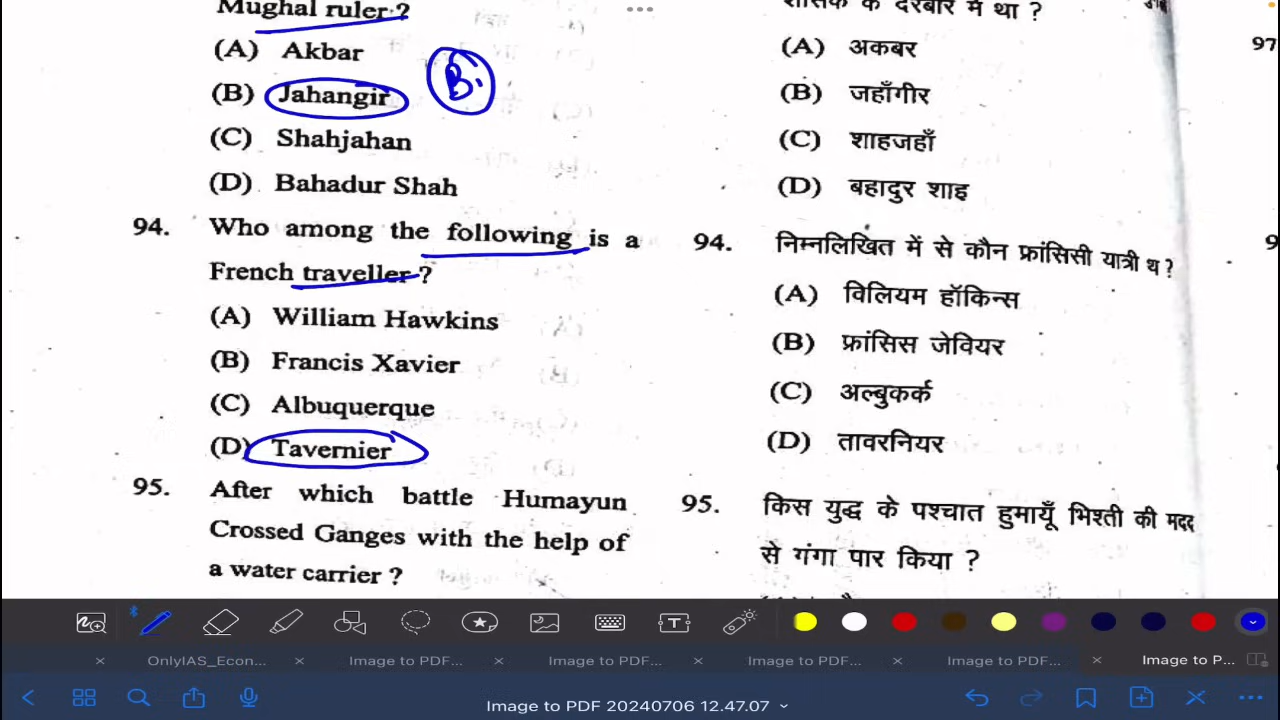 Mughal ruler ?
(A) Akbar
(B) Jahangir
B.
(C) Shahjahan
(D) Bahadur Shah
94. Who among the following is a
French traveller ?
(A) William Hawkins
(B) Francis Xavier
(C) Albuquerque
(D) Tavernier
95. After which battle Humayun
Crossed Ganges with the help of
a water carrier ?
के दरबार में था ?
(A) अकबर
(B) जहाँगीर
(C) शाहजहाँ
(D) बहादुर शाह
94. निम्नलिखित में से कौन फ्रांसिसी यात्री थ ?
(A) विलियम हॉकिन्स
(B) फ्रांसिस जेवियर
(C) अल्बुकर्क
(D) तावरनियर
95. किस युद्ध के पश्चात हुमायूँ भिश्ती की मदद
से गंगा पार किया ?
97
9
OnlyIAS_Econ... Image to PDF... Image to PDF... Image to PDF... Image to PDF... Image to P...
Image to PDF 20240706 12.47.07